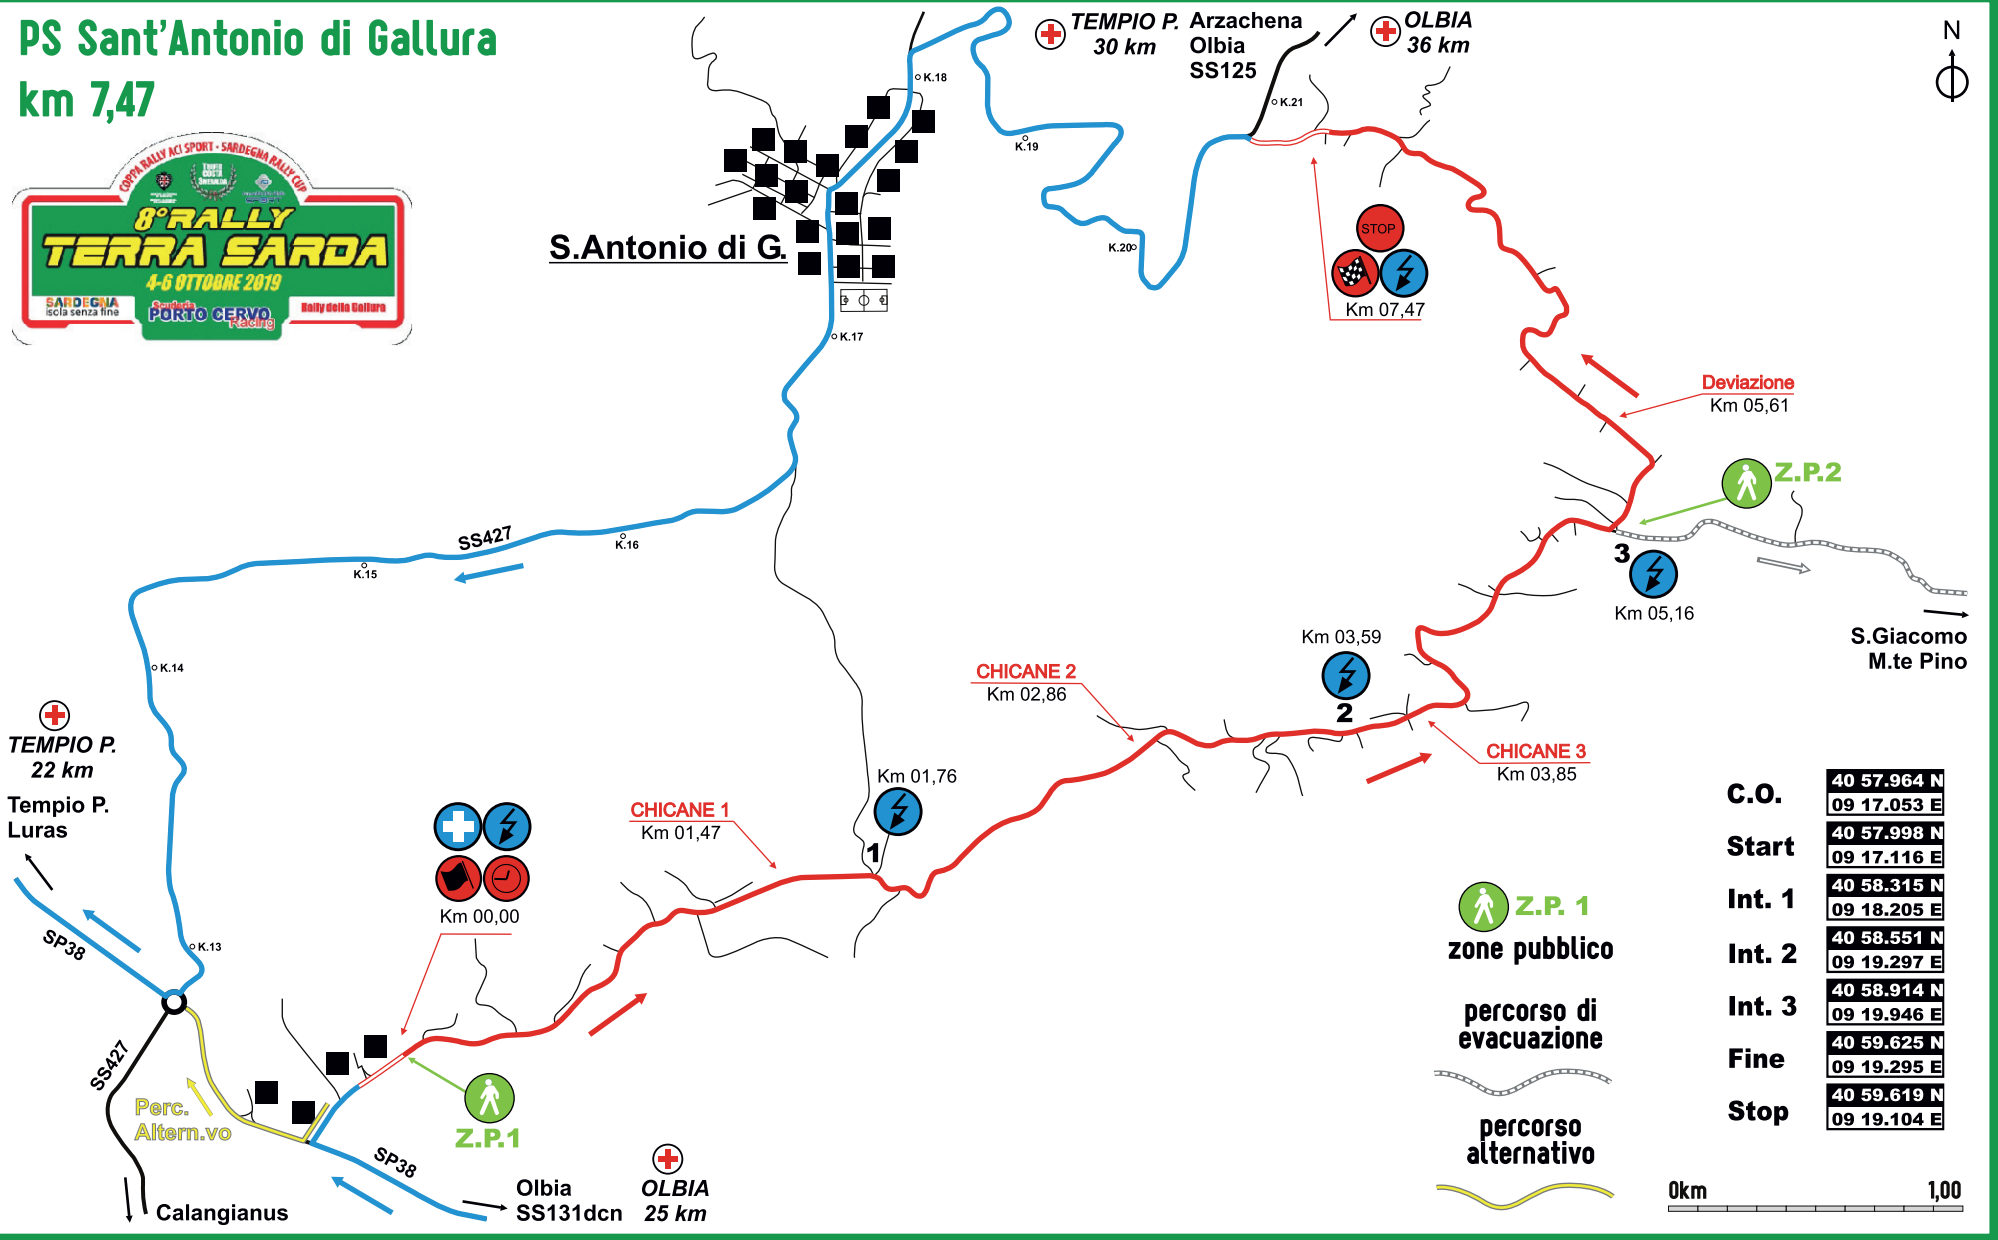 PS Sant'Antonio di Gallura
km 7,47
COPPA RALLY ACI SPORT - SARDEGNA RALLY CUP
8° RALLY
TERRA SARDA
4-6 OTTOBRE 2019
SARDEGNA
isola senza fine
Scuderia
PORTO CERVO
Racing
Rally della Gallura
TEMPIO P.
30 km
Arzachena
Olbia
SS125
OLBIA
36 km
N
K.18
K.21
K.19
K.20
S.Antonio di G.
STOP
Km 07,47
K.17
Deviazione
Km 05,61
Z.P.2
SS427
K.16
K.15
3
Km 05,16
S.Giacomo
M.te Pino
K.14
Km 03,59
2
CHICANE 2
Km 02,86
CHICANE 3
Km 03,85
TEMPIO P.
22 km
Tempio P.
Luras
Km 01,76
1
CHICANE 1
Km 01,47
Km 00,00
SP38
K.13
SS427
Perc.
Altern.vo
Z.P.1
SP38
Calangianus
Olbia
SS131dcn
OLBIA
25 km
Z.P. 1
zone pubblico
percorso di
evacuazione
percorso
alternativo
C.O.
40 57.964 N
09 17.053 E
Start
40 57.998 N
09 17.116 E
Int. 1
40 58.315 N
09 18.205 E
Int. 2
40 58.551 N
09 19.297 E
Int. 3
40 58.914 N
09 19.946 E
Fine
40 59.625 N
09 19.295 E
Stop
40 59.619 N
09 19.104 E
0km
1,00